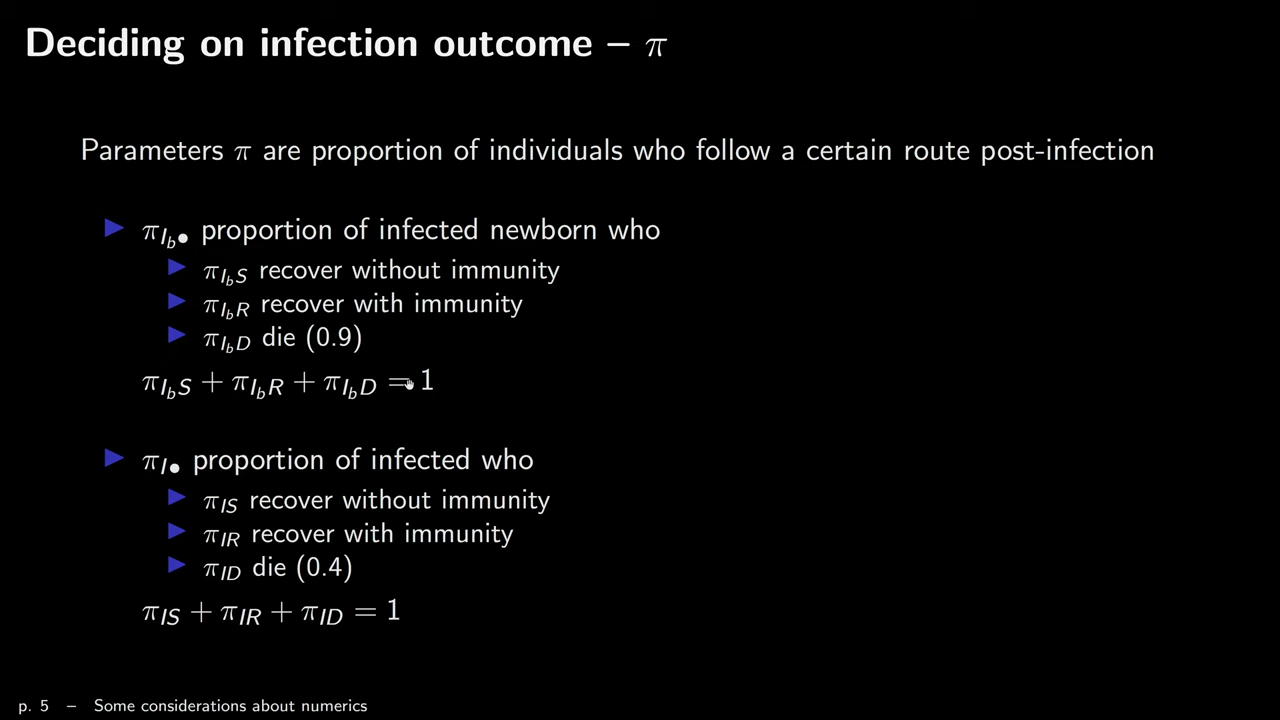 Deciding on infection outcome – π
Parameters π are proportion of individuals who follow a certain route post-infection
▶ π_{I_b•} proportion of infected newborn who
▶ π_{I_bS} recover without immunity
▶ π_{I_bR} recover with immunity
▶ π_{I_bD} die (0.9)
π_{I_bS} + π_{I_bR} + π_{I_bD} = 1
▶ π_{I•} proportion of infected who
▶ π_{IS} recover without immunity
▶ π_{IR} recover with immunity
▶ π_{ID} die (0.4)
π_{IS} + π_{IR} + π_{ID} = 1
p. 5 – Some considerations about numerics